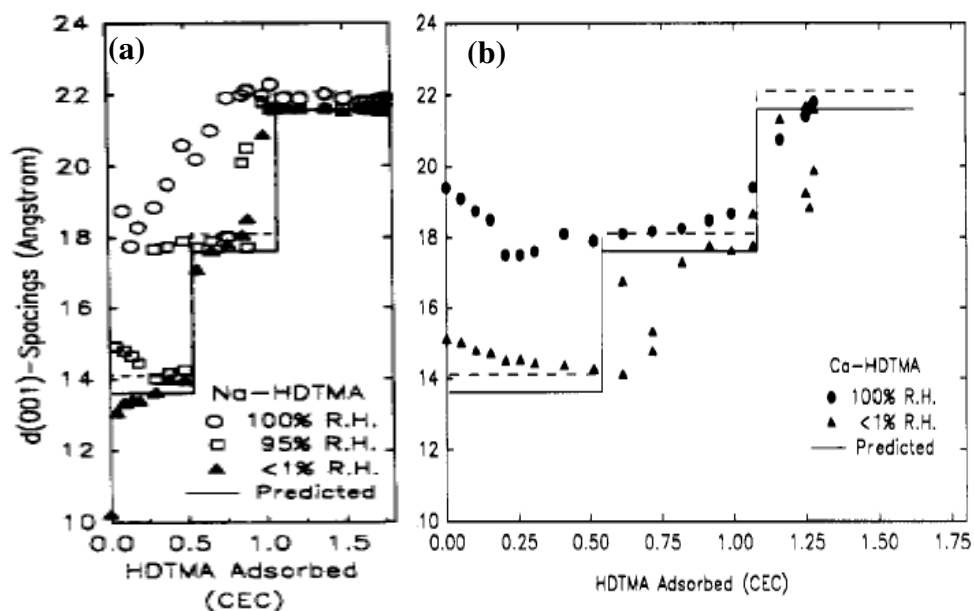 (a)
d(001)-Spacings (Angstrom)
24
22
20
18
16
14
12
10
Na-HDTMA
100% R.H.
95% R.H.
<1% R.H.
Predicted
0.0 0.5 1.0 1.5
HDTMA Adsorbed
(CEC)
(b)
24
22
20
18
16
14
12
10
Ca-HDTMA
100% R.H.
<1% R.H.
Predicted
0.00 0.25 0.50 0.75 1.00 1.25 1.50 1.75
HDTMA Adsorbed (CEC)